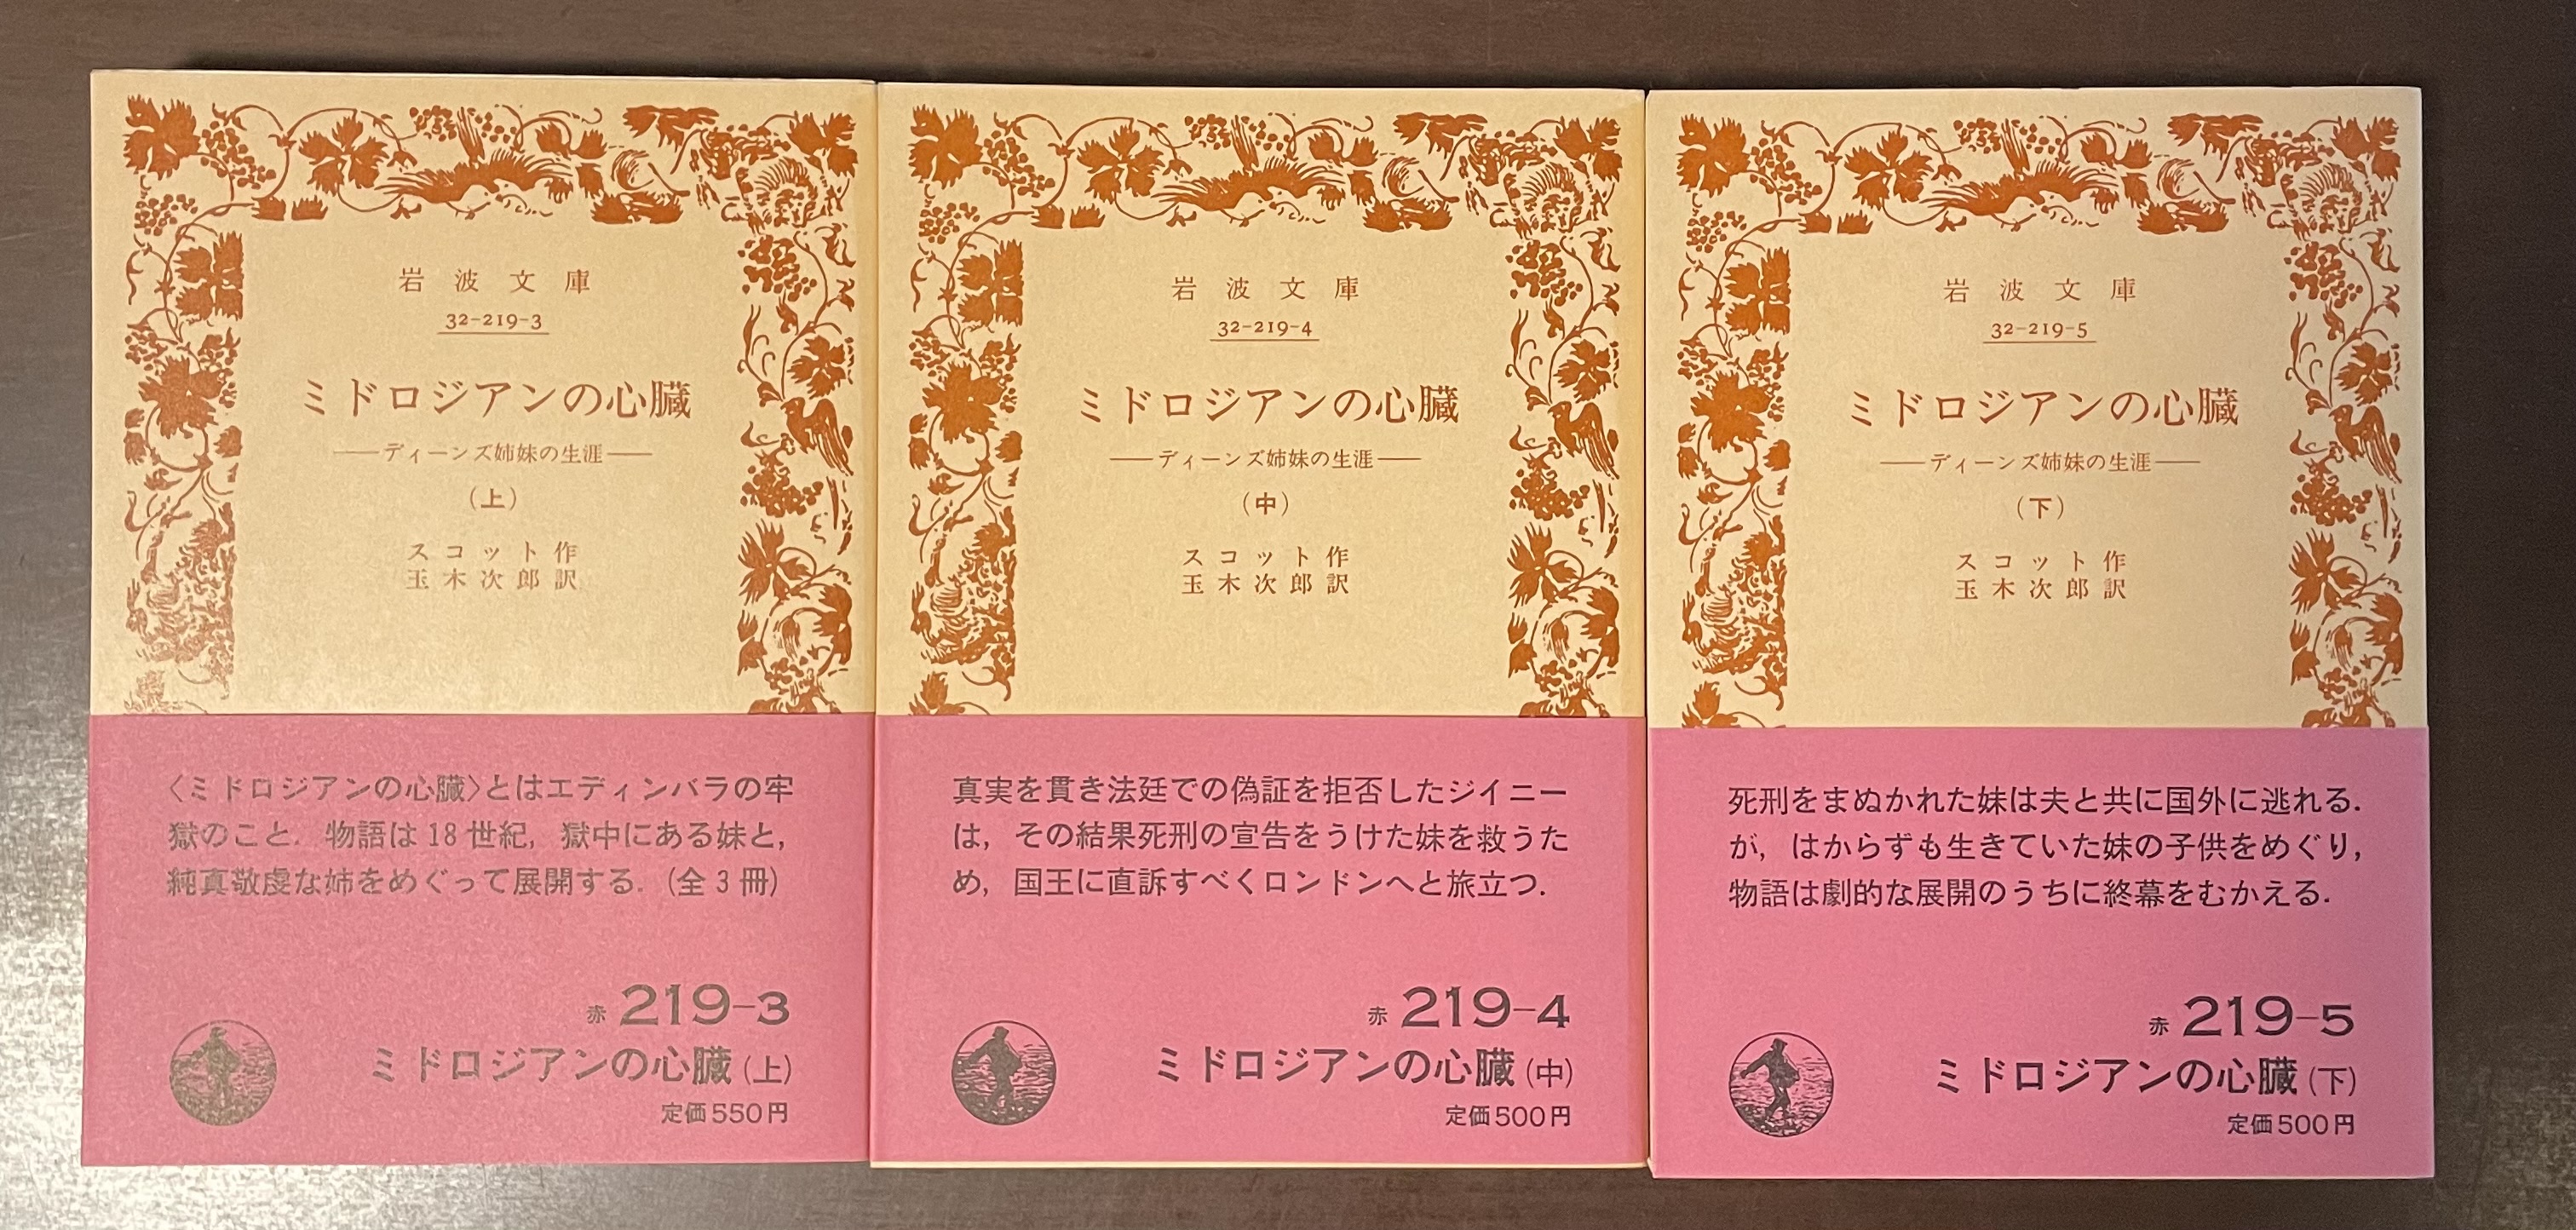 岩波文庫
32-219-3
ミドロジアンの心臓
――ディーンズ姉妹の生涯――
(上)
スコット作
玉木次郎訳
〈ミドロジアンの心臓〉とはエディンバラの牢
獄のこと. 物語は18世紀, 獄中にある妹と,
純真敬虔な姉をめぐって展開する. (全3冊)
赤 219-3
ミドロジアンの心臓(上)
定価550円
岩波文庫
32-219-4
ミドロジアンの心臓
――ディーンズ姉妹の生涯――
(中)
スコット作
玉木次郎訳
真実を貫き法廷での偽証を拒否したジイニー
は, その結果死刑の宣告をうけた妹を救うた
め, 国王に直訴すべくロンドンへと旅立つ.
赤 219-4
ミドロジアンの心臓(中)
定価500円
岩波文庫
32-219-5
ミドロジアンの心臓
――ディーンズ姉妹の生涯――
(下)
スコット作
玉木次郎訳
死刑をまぬかれた妹は夫と共に国外に逃れる.
が, はからずも生きていた妹の子供をめぐり,
物語は劇的な展開のうちに終幕をむかえる.
赤 219-5
ミドロジアンの心臓(下)
定価500円